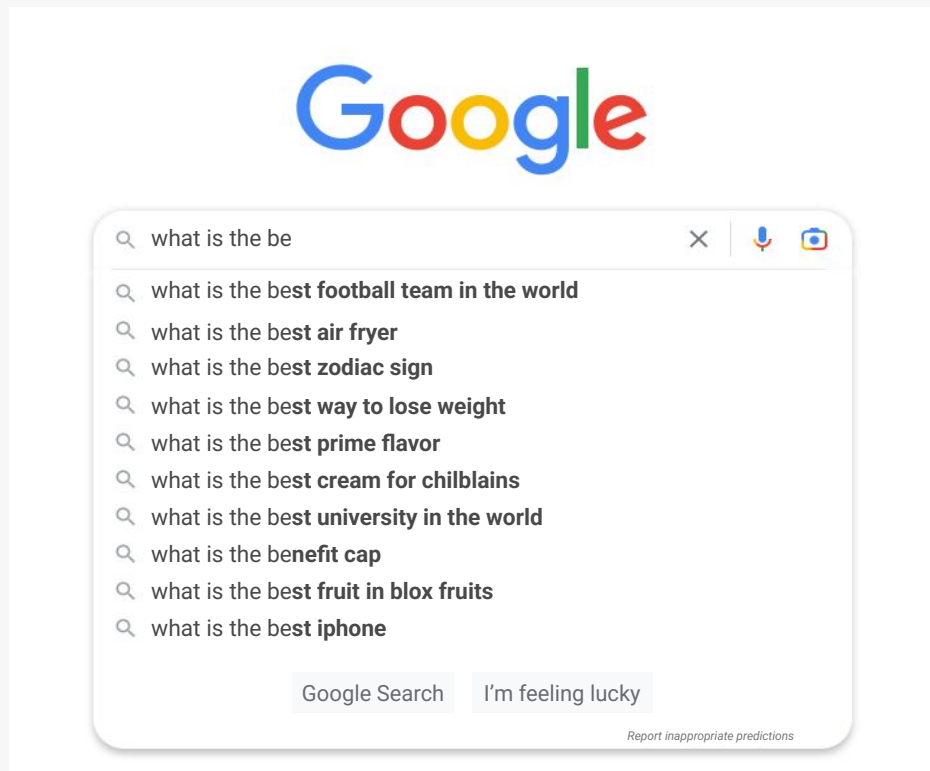 Google
what is the be
what is the best football team in the world
what is the best air fryer
what is the best zodiac sign
what is the best way to lose weight
what is the best prime flavor
what is the best cream for chilblains
what is the best university in the world
what is the benefit cap
what is the best fruit in blox fruits
what is the best iphone
Google Search I’m feeling lucky
Report inappropriate predictions